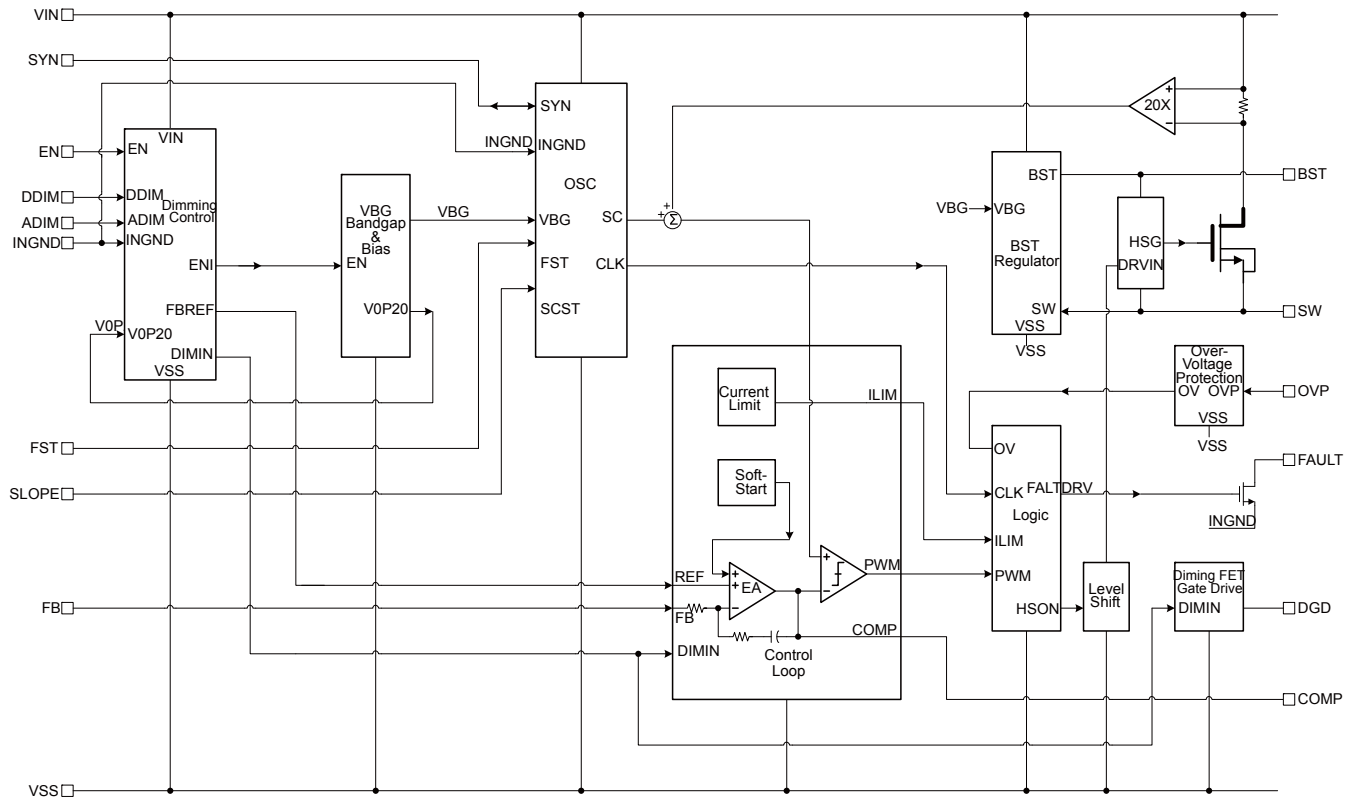 VIN
SYN
EN
DDIM
ADIM
INGND
FST
SLOPE
FB
VSS
VIN
EN
DDIM
Dimming
Control
ADIM
INGND
ENI
FBREF
V0P
V0P20
DIMIN
VSS
VBG
Bandgap
&
Bias
EN
V0P20
VBG
SYN
INGND
INGND
OSC
VBG
SC
FST
CLK
SCST
+
+
Σ
20X
+
−
BST
VBG
VBG
BST
Regulator
SW
VSS
VSS
HSG
DRVIN
BST
SW
Over-
Voltage
Protection
OV
OVP
VSS
VSS
OVP
FAULT
INGND
Current
Limit
ILIM
Soft-
Start
REF
+
+
EA
−
FB
+
−
PWM
COMP
Control
Loop
DIMIN
OV
CLK
FALTDRV
Logic
ILIM
PWM
HSON
Level
Shift
Diming FET
Gate Drive
DIMIN
DGD
COMP